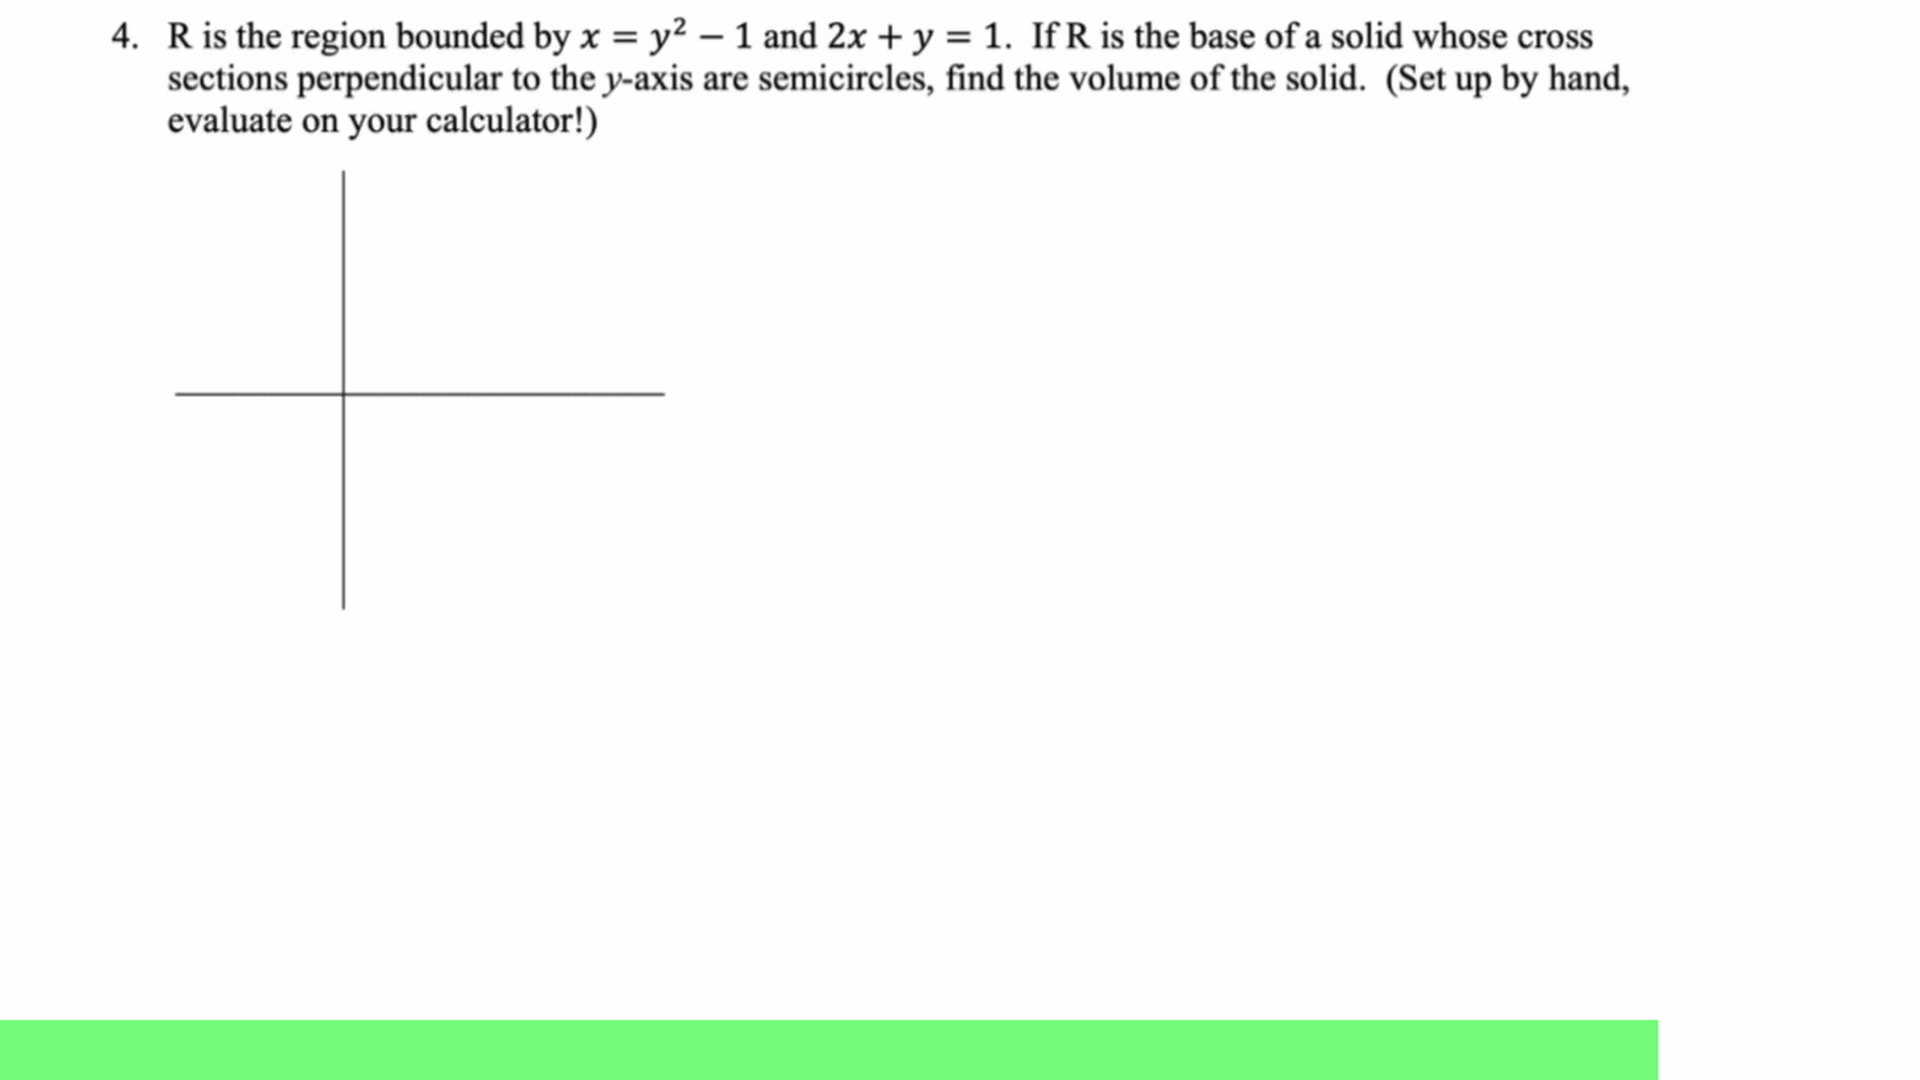 4. R is the region bounded by x = y² − 1 and 2x + y = 1. If R is the base of a solid whose cross
sections perpendicular to the y-axis are semicircles, find the volume of the solid. (Set up by hand,
evaluate on your calculator!)